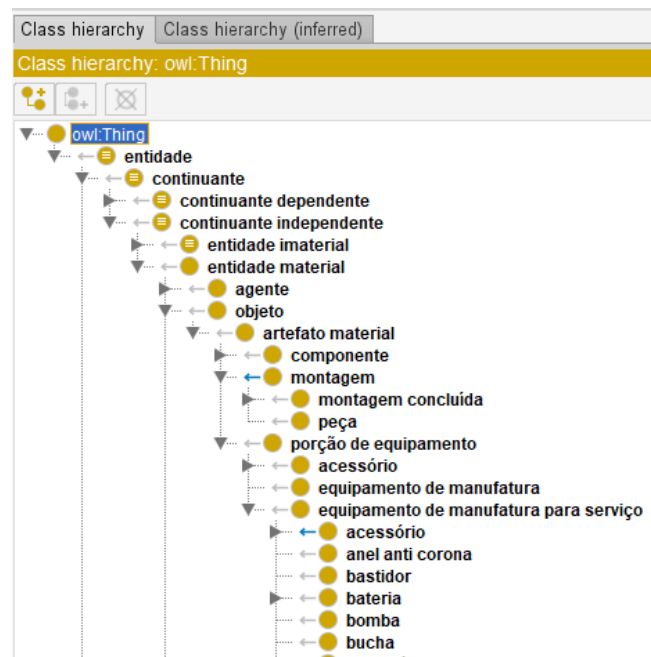 Class hierarchy Class hierarchy (inferred)
Class hierarchy: owl:Thing
owl:Thing
entidade
continuante
continuante dependente
continuante independente
entidade imaterial
entidade material
agente
objeto
artefato material
componente
montagem
montagem concluída
peça
porção de equipamento
acessório
equipamento de manufatura
equipamento de manufatura para serviço
acessório
anel anti corona
bastidor
bateria
bomba
bucha